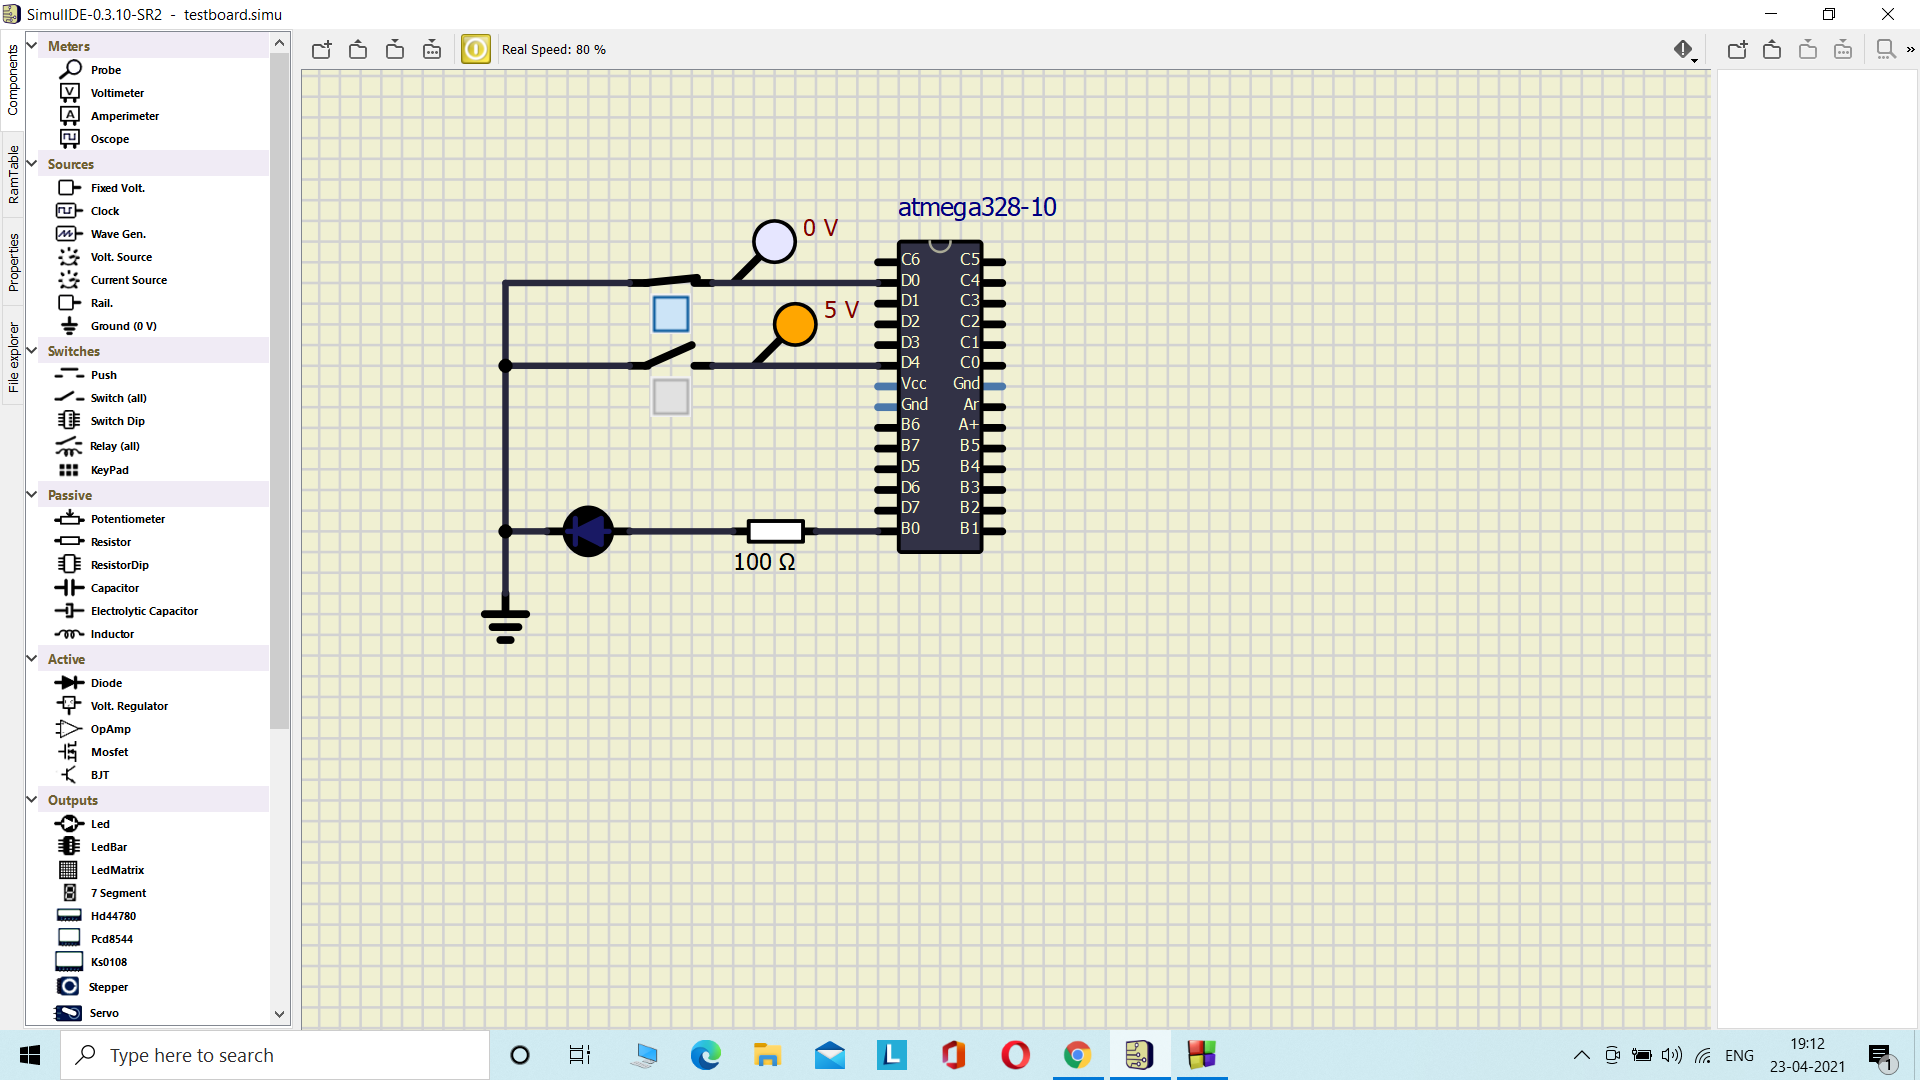 SimulIDE-0.3.10-SR2 - testboard.simu
Components
RamTable
Properties
File explorer
Meters
Probe
Voltimeter
Amperimeter
Oscope
Sources
Fixed Volt.
Clock
Wave Gen.
Volt. Source
Current Source
Rail.
Ground (0 V)
Switches
Push
Switch (all)
Switch Dip
Relay (all)
KeyPad
Passive
Potentiometer
Resistor
ResistorDip
Capacitor
Electrolytic Capacitor
Inductor
Active
Diode
Volt. Regulator
OpAmp
Mosfet
BJT
Outputs
Led
LedBar
LedMatrix
7 Segment
Hd44780
Pcd8544
Ks0108
Stepper
Servo
Real Speed: 80 %
»
atmega328-10
0 V
5 V
100 Ω
C6 C5
D0 C4
D1 C3
D2 C2
D3 C1
D4 C0
Vcc Gnd
Gnd Ar
B6 A+
B7 B5
D5 B4
D6 B3
D7 B2
B0 B1
Type here to search
L
ENG
19:12
23-04-2021
1